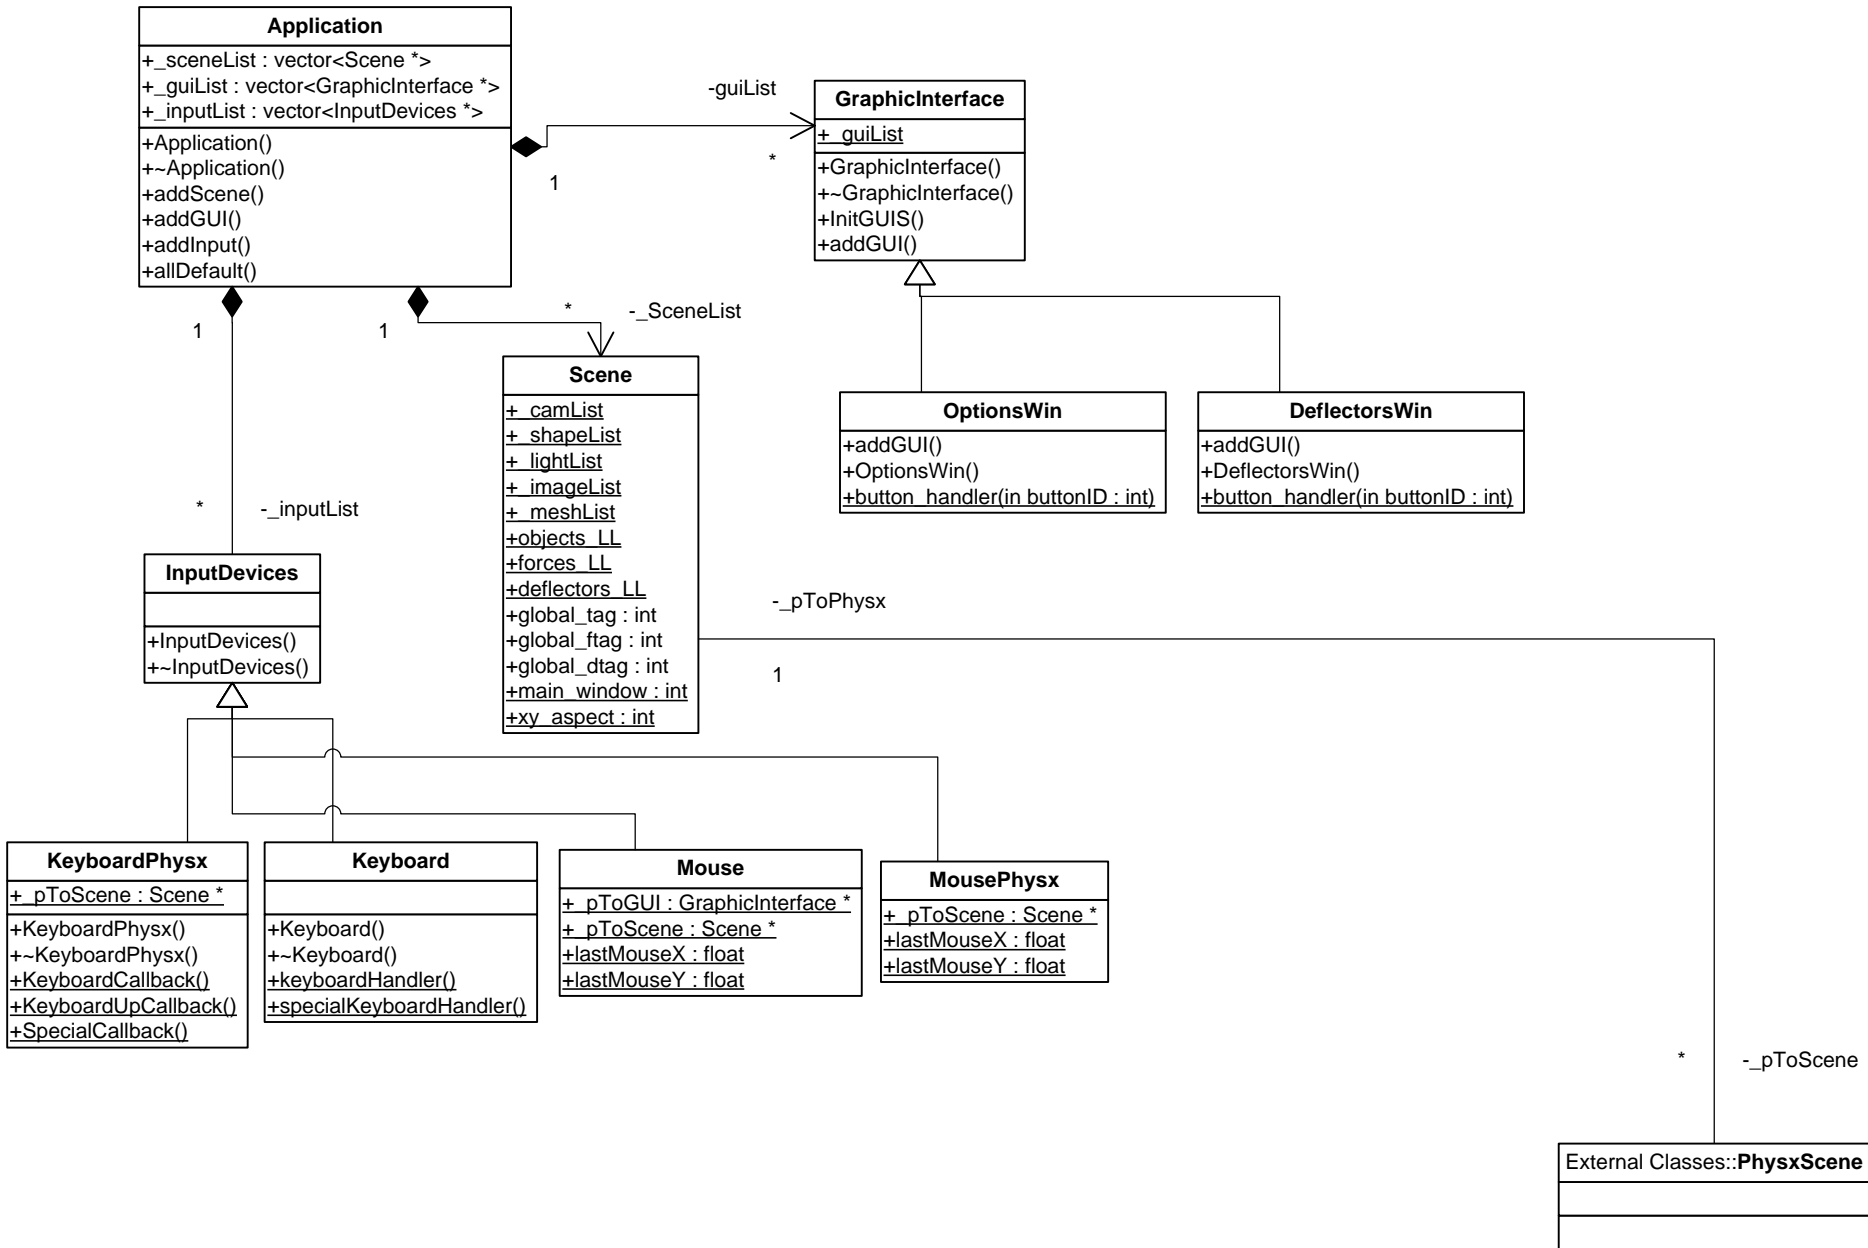 Application
+_sceneList : vector<Scene *>
+_guiList : vector<GraphicInterface *>
+_inputList : vector<InputDevices *>
+Application()
+~Application()
+addScene()
+addGUI()
+addInput()
+allDefault()
-guiList
*
1
GraphicInterface
+_guiList
+GraphicInterface()
+~GraphicInterface()
+InitGUIS()
+addGUI()
1
1
*
-_SceneList
OptionsWin
+addGUI()
+OptionsWin()
+button_handler(in buttonID : int)
DeflectorsWin
+addGUI()
+DeflectorsWin()
+button_handler(in buttonID : int)
Scene
+_camList
+_shapeList
+_lightList
+_imageList
+_meshList
+objects_LL
+forces_LL
+deflectors_LL
+global_tag : int
+global_ftag : int
+global_dtag : int
+main_window : int
+xy_aspect : int
*
-_inputList
InputDevices
+InputDevices()
+~InputDevices()
-_pToPhysx
1
KeyboardPhysx
+_pToScene : Scene *
+KeyboardPhysx()
+~KeyboardPhysx()
+KeyboardCallback()
+KeyboardUpCallback()
+SpecialCallback()
Keyboard
+Keyboard()
+~Keyboard()
+keyboardHandler()
+specialKeyboardHandler()
Mouse
+_pToGUI : GraphicInterface *
+_pToScene : Scene *
+lastMouseX : float
+lastMouseY : float
MousePhysx
+_pToScene : Scene *
+lastMouseX : float
+lastMouseY : float
*
-_pToScene
External Classes::PhysxScene